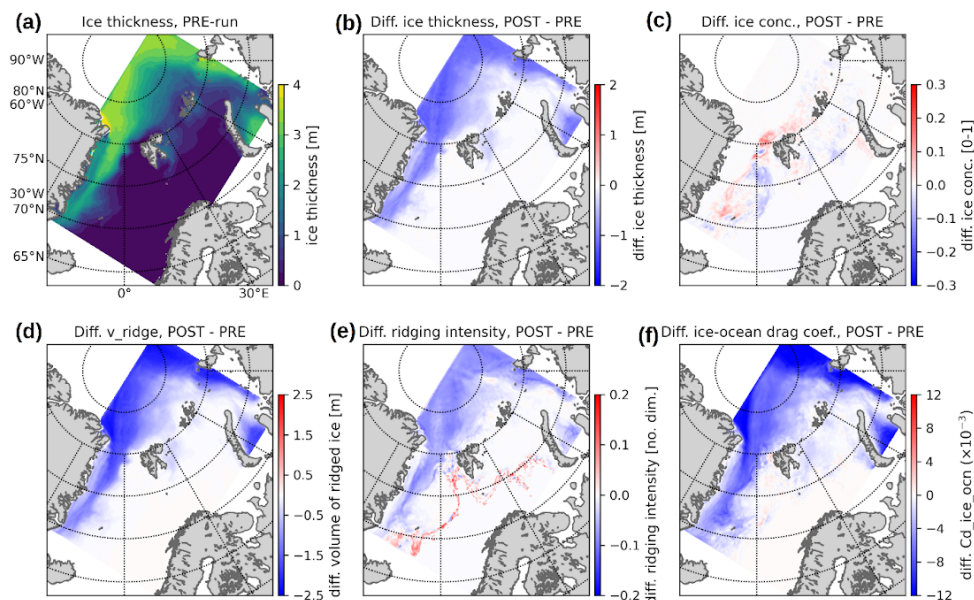 (a) Ice thickness, PRE-run
90°W
80°N
60°W
75°N
30°W
70°N
65°N
0°
30°E
4
3
2
1
0
ice thickness [m]
(b) Diff. ice thickness, POST - PRE
2
1
0
−1
−2
diff. ice thickness [m]
(c) Diff. ice conc., POST - PRE
0.3
0.2
0.1
0.0
−0.1
−0.2
−0.3
diff. ice conc. [0-1]
(d) Diff. v_ridge, POST - PRE
2.5
1.5
0.5
−0.5
−1.5
−2.5
diff. volume of ridged ice [m]
(e) Diff. ridging intensity, POST - PRE
0.2
0.1
0.0
−0.1
−0.2
diff. ridging intensity [no. dim.]
(f) Diff. ice-ocean drag coef., POST - PRE
12
8
4
0
−4
−8
−12
diff. Cd_ice_ocn (×10⁻³)